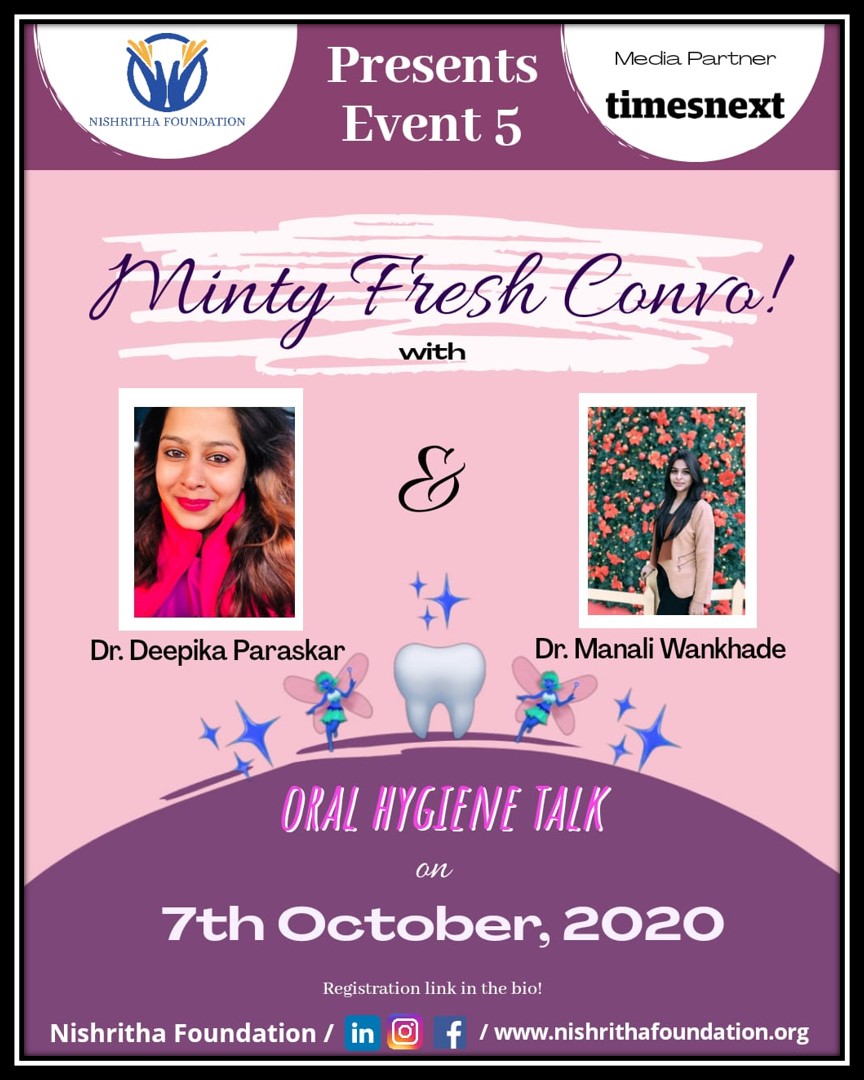 NISHRITHA FOUNDATION
Presents
Event 5
Media Partner
timesnext
Minty Fresh Convo!
with
&
Dr. Deepika Paraskar
Dr. Manali Wankhade
ORAL HYGIENE TALK
on
7th October, 2020
Registration link in the bio!
Nishritha Foundation / in f / www.nishrithafoundation.org